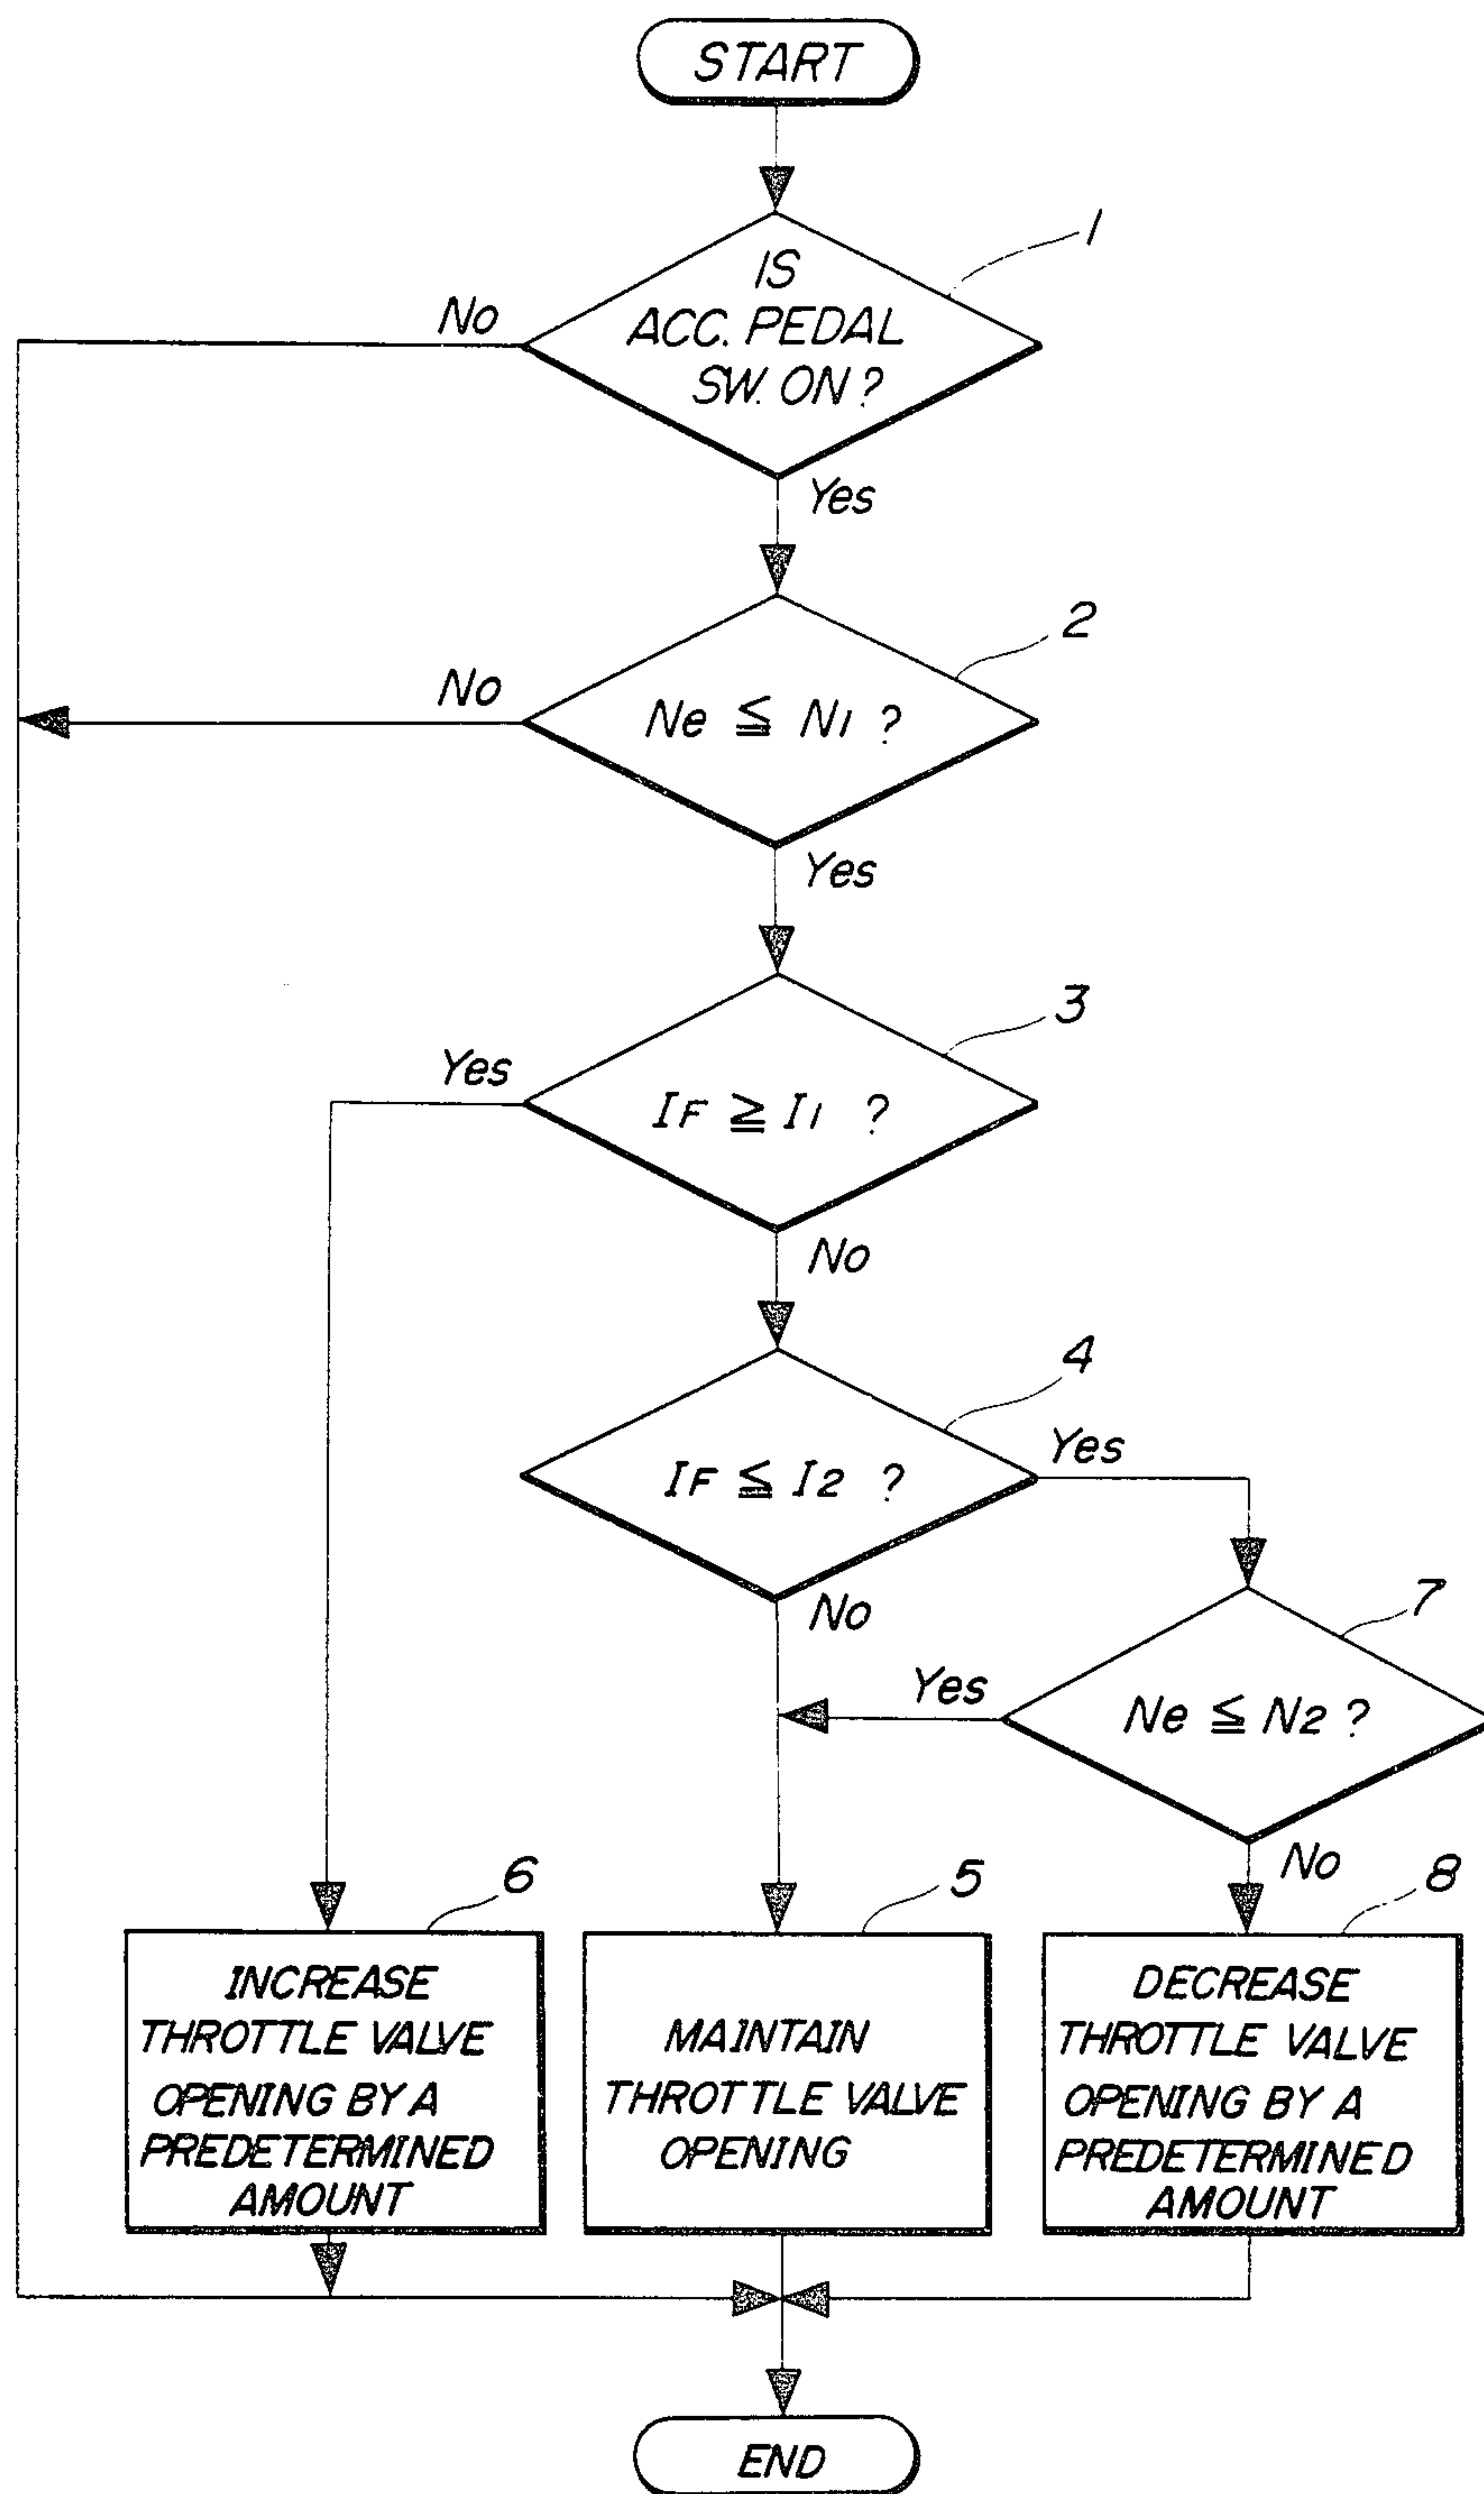 START
1
IS
ACC. PEDAL
SW. ON ?
No
Yes
2
Ne ≦ N1 ?
No
Yes
3
IF ≧ I1 ?
Yes
No
4
IF ≦ I2 ?
Yes
No
7
Ne ≦ N2 ?
Yes
No
6
INCREASE
THROTTLE VALVE
OPENING BY A
PREDETERMINED
AMOUNT
5
MAINTAIN
THROTTLE VALVE
OPENING
8
DECREASE
THROTTLE VALVE
OPENING BY A
PREDETERMINED
AMOUNT
END